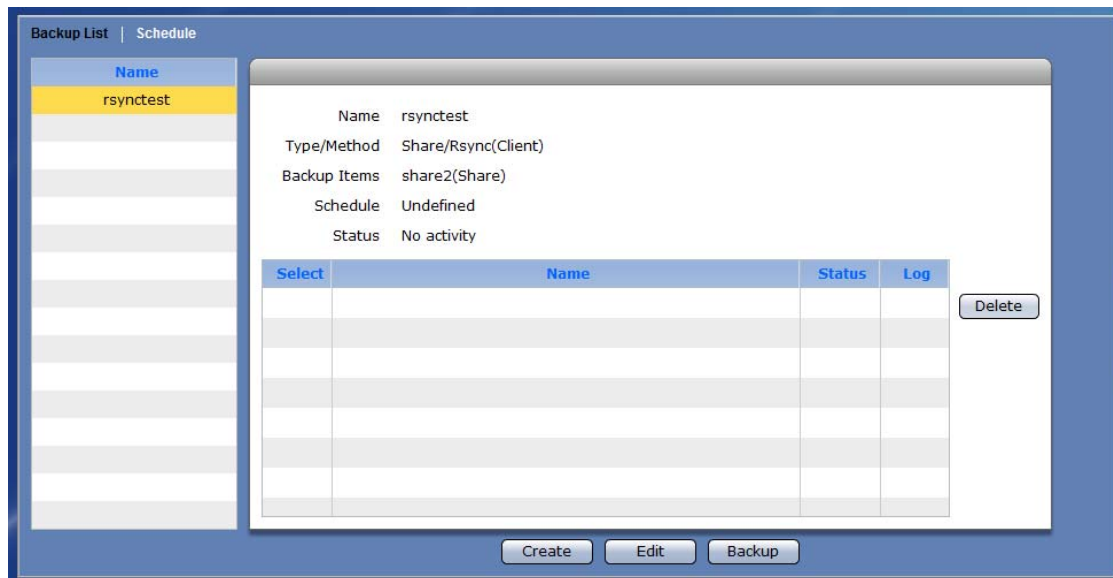 Backup List | Schedule
Name
rsynctest
Name rsynctest
Type/Method Share/Rsync(Client)
Backup Items share2(Share)
Schedule Undefined
Status No activity
Select Name Status Log
Delete
Create Edit Backup